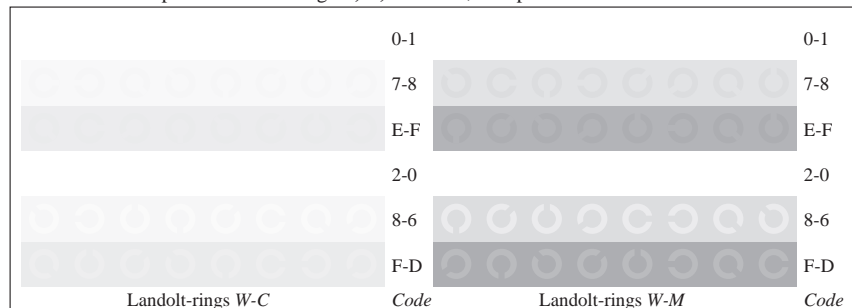 0-1 0-1
7-8 7-8
E-F E-F
2-0 2-0
8-6 8-6
F-D F-D
Landolt-rings W-C Code Landolt-rings W-M Code